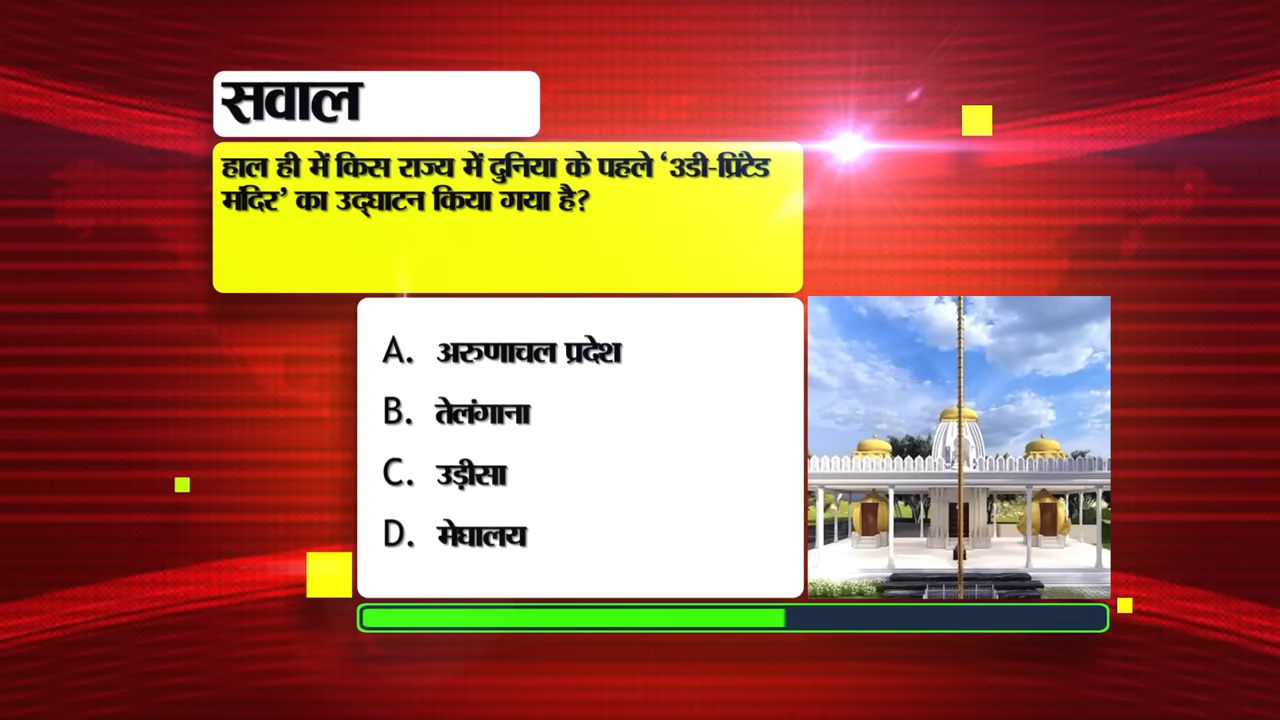 सवाल
हाल ही में किस राज्य में दुनिया के पहले ‘3डी-प्रिंटेड
मंदिर’ का उद्घाटन किया गया है?
A. अरुणाचल प्रदेश
B. तेलंगाना
C. उड़ीसा
D. मेघालय